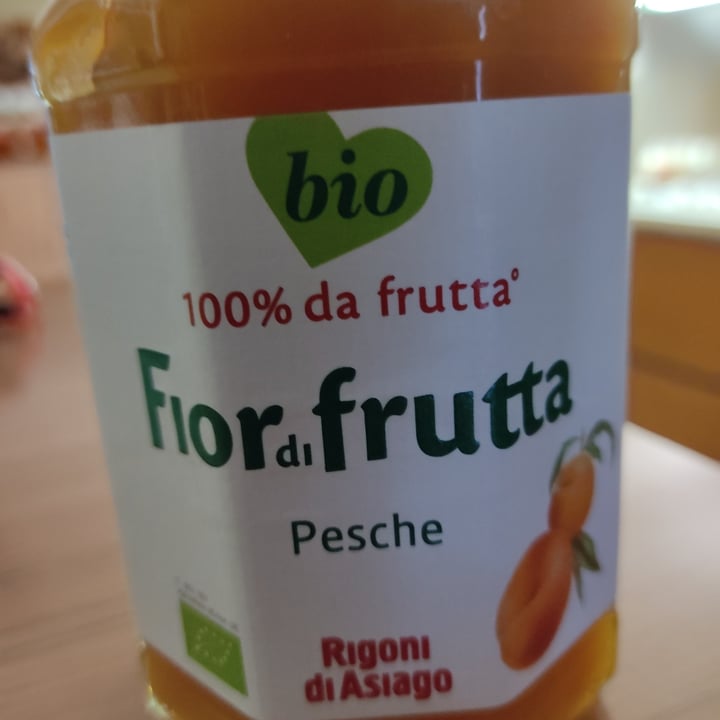 bio
100% da frutta°
Fior di frutta
Pesche
Rigoni
di Asiago